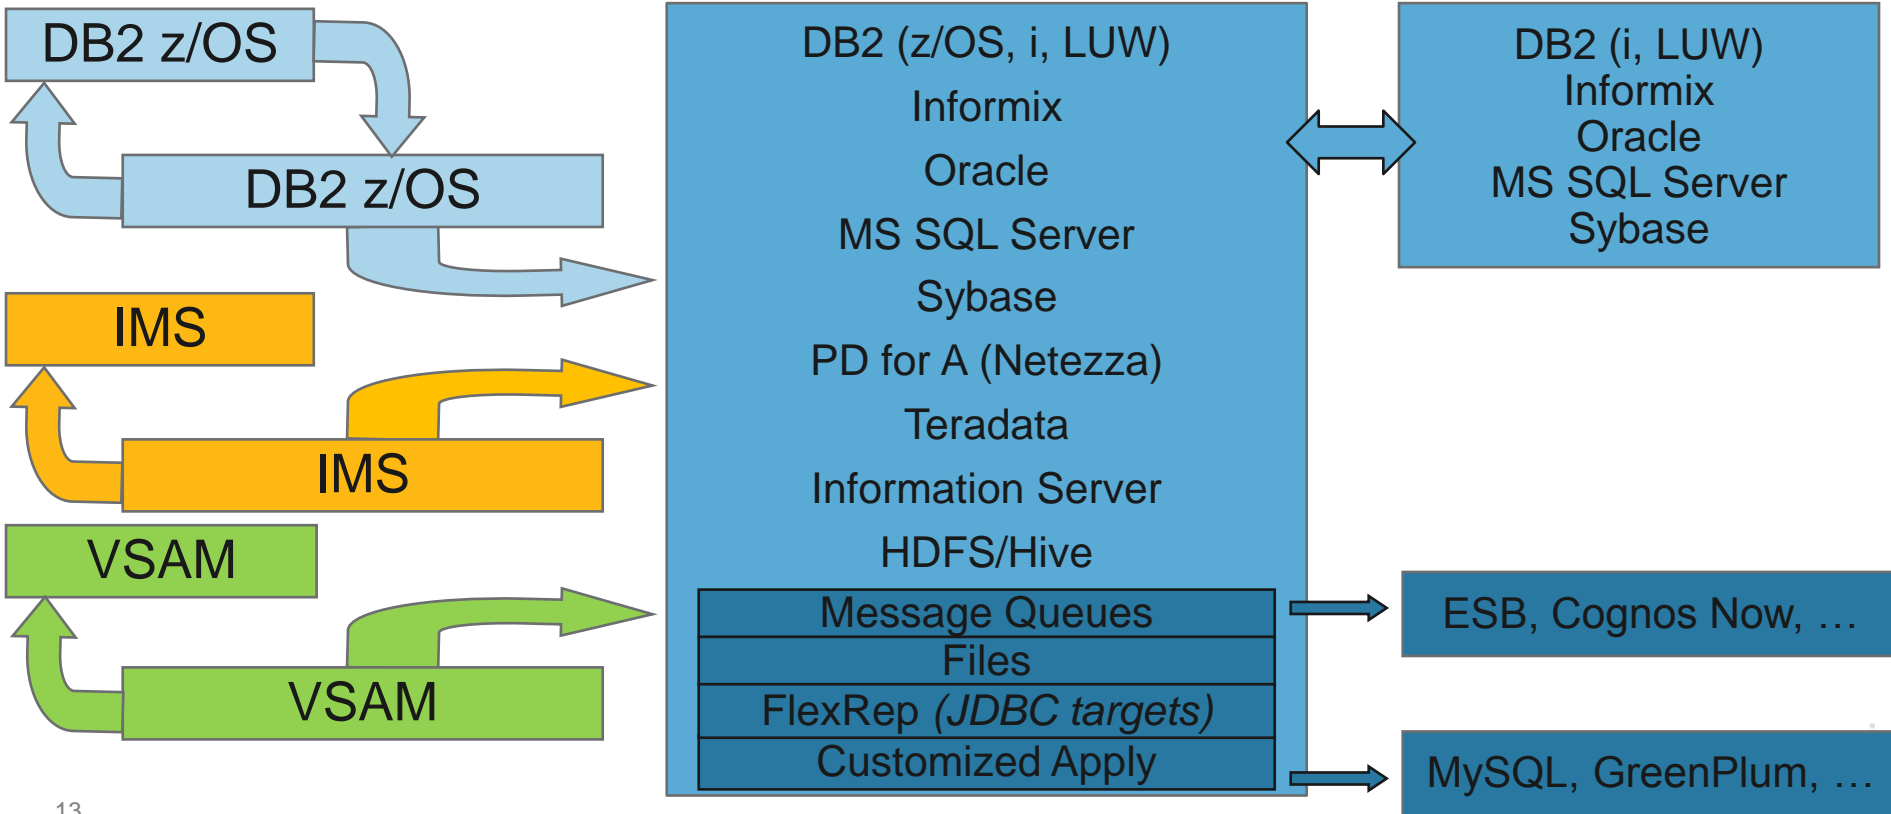 DB2 z/OS
DB2 z/OS
IMS
IMS
VSAM
VSAM
DB2 (z/OS, i, LUW)
Informix
Oracle
MS SQL Server
Sybase
PD for A (Netezza)
Teradata
Information Server
HDFS/Hive
Message Queues
Files
FlexRep (JDBC targets)
Customized Apply
DB2 (i, LUW)
Informix
Oracle
MS SQL Server
Sybase
ESB, Cognos Now, …
MySQL, GreenPlum, …
13